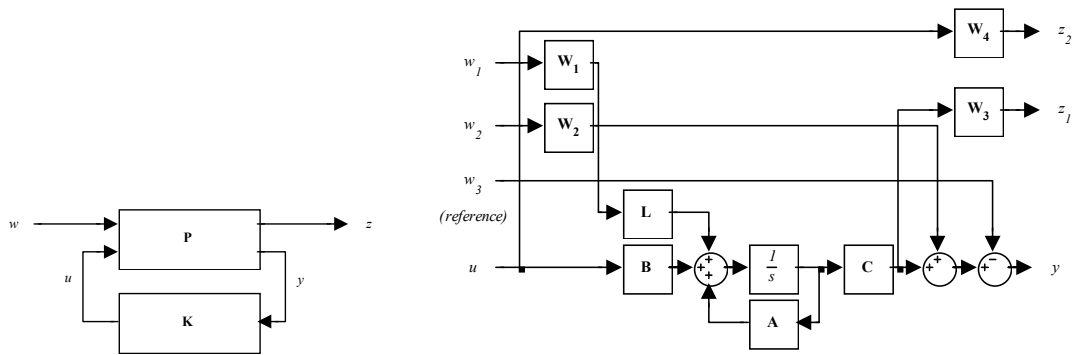 w
P
z
u
y
K
W4
z2
w1
W1
W3
z1
w2
W2
w3
(reference)
L
u
B
+
+
+
1
s
C
+
+
+
−
y
A